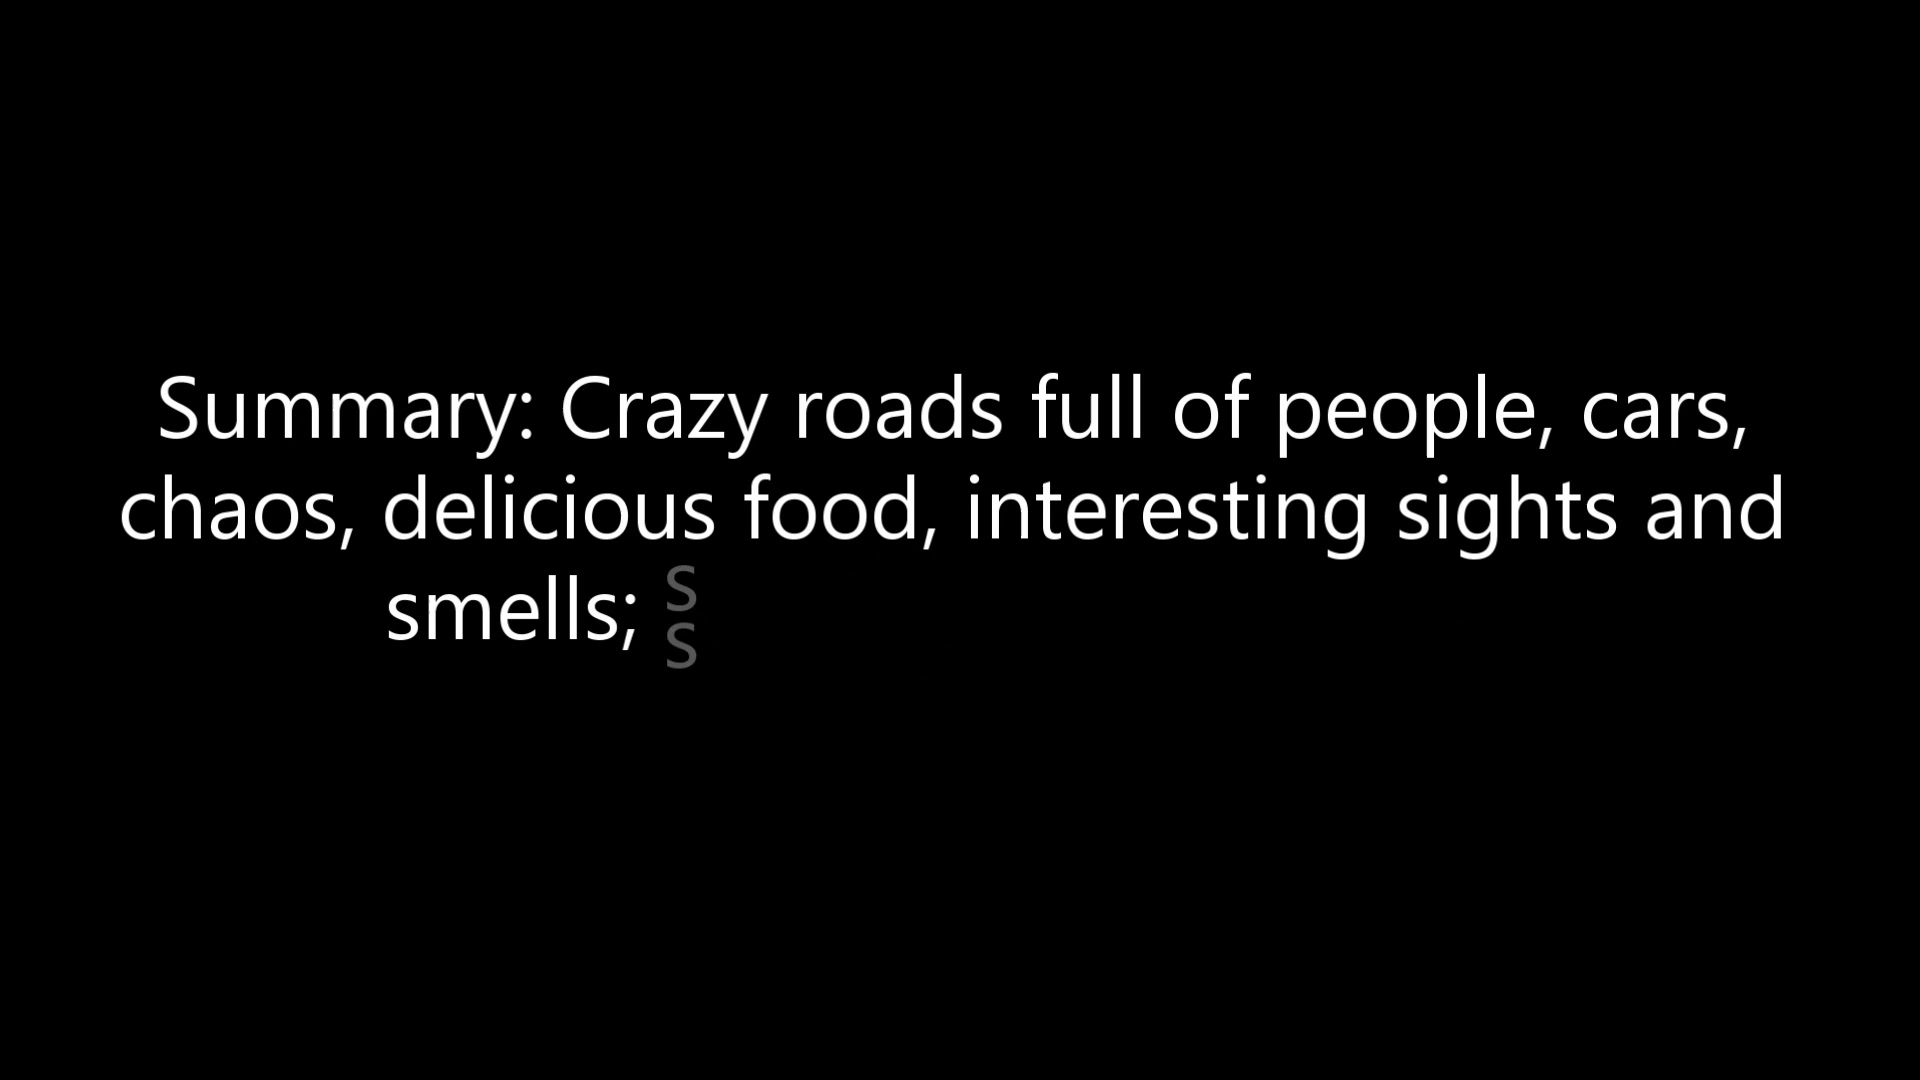 Summary: Crazy roads full of people, cars,
chaos, delicious food, interesting sights and
smells; s
s